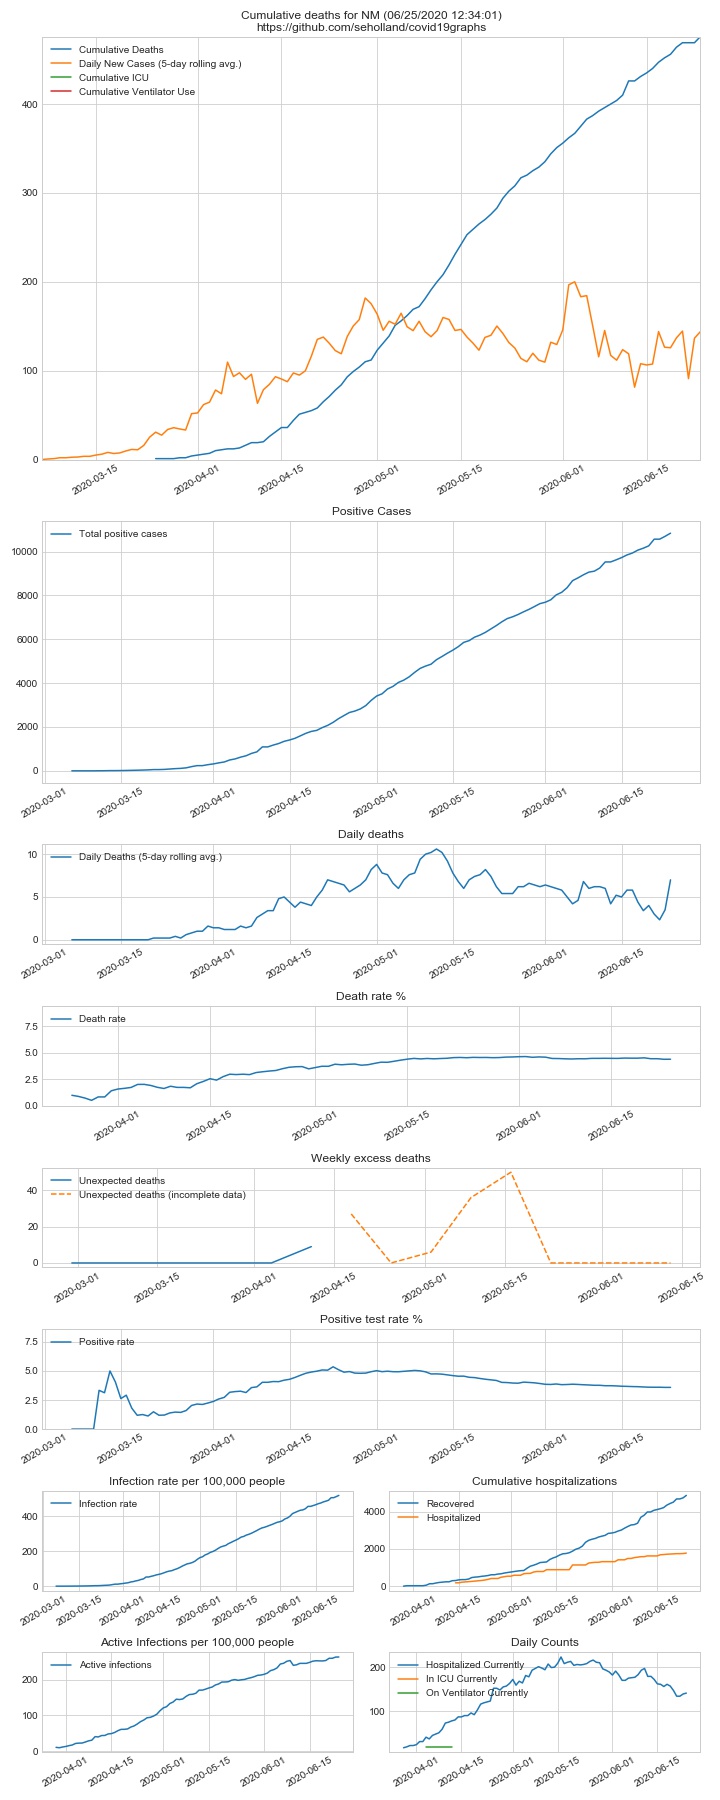 Cumulative deaths for NM (06/25/2020 12:34:01)
https://github.com/seholland/covid19graphs
Cumulative Deaths
Daily New Cases (5-day rolling avg.)
Cumulative ICU
Cumulative Ventilator Use
400
300
200
100
0
2020-03-15 2020-04-01 2020-04-15 2020-05-01 2020-05-15 2020-06-01 2020-06-15
Positive Cases
Total positive cases
10000
8000
6000
4000
2000
0
2020-03-01 2020-03-15 2020-04-01 2020-04-15 2020-05-01 2020-05-15 2020-06-01 2020-06-15
Daily deaths
Daily Deaths (5-day rolling avg.)
10
5
0
2020-03-01 2020-03-15 2020-04-01 2020-04-15 2020-05-01 2020-05-15 2020-06-01 2020-06-15
Death rate %
Death rate
7.5
5.0
2.5
0.0
2020-04-01 2020-04-15 2020-05-01 2020-05-15 2020-06-01 2020-06-15
Weekly excess deaths
Unexpected deaths
Unexpected deaths (incomplete data)
40
20
0
2020-03-01 2020-03-15 2020-04-01 2020-04-15 2020-05-01 2020-05-15 2020-06-01 2020-06-15
Positive test rate %
Positive rate
7.5
5.0
2.5
0.0
2020-03-01 2020-03-15 2020-04-01 2020-04-15 2020-05-01 2020-05-15 2020-06-01 2020-06-15
Infection rate per 100,000 people
Infection rate
400
200
0
2020-03-01 2020-03-15 2020-04-01 2020-04-15 2020-05-01 2020-05-15 2020-06-01 2020-06-15
Cumulative hospitalizations
Recovered
Hospitalized
4000
2000
0
2020-04-01 2020-04-15 2020-05-01 2020-05-15 2020-06-01 2020-06-15
Active Infections per 100,000 people
Active infections
200
100
0
2020-04-01 2020-04-15 2020-05-01 2020-05-15 2020-06-01 2020-06-15
Daily Counts
Hospitalized Currently
In ICU Currently
On Ventilator Currently
200
100
2020-04-01 2020-04-15 2020-05-01 2020-05-15 2020-06-01 2020-06-15